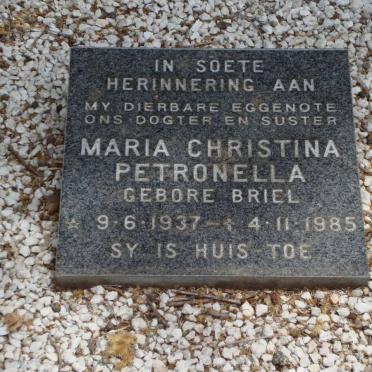 IN SOETE
HERINNERING AAN
MY DIERBARE EGGENOTE
ONS DOGTER EN SUSTER
MARIA CHRISTINA
PETRONELLA
GEBORE BRIEL
☆ 9·6·1937 – † 4·11·1985
SY IS HUIS TOE